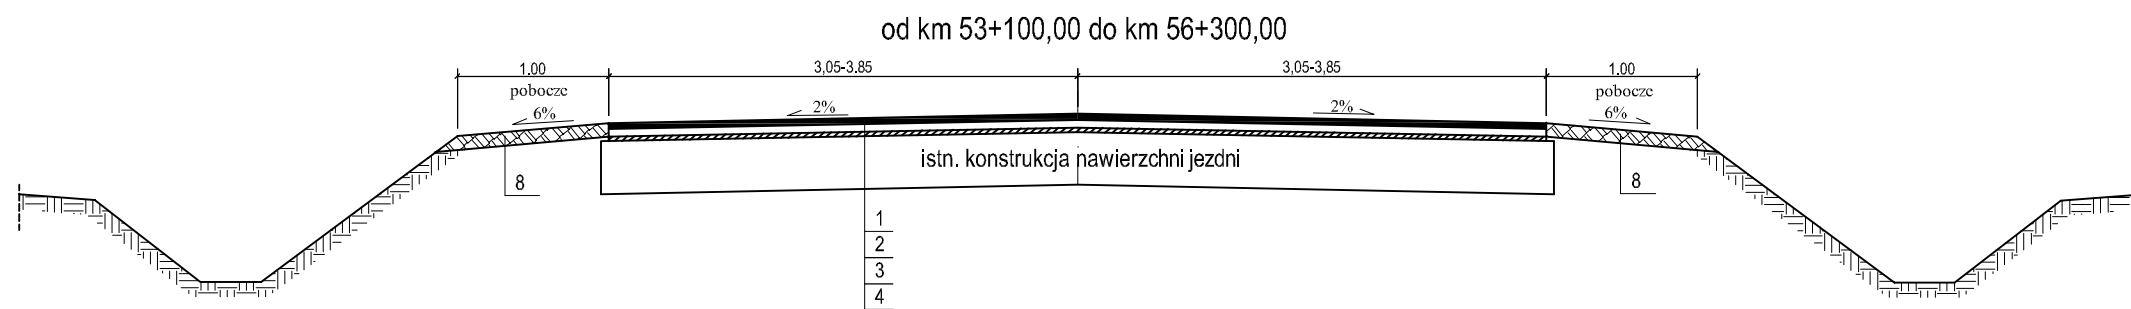 od km 53+100,00 do km 56+300,00
1.00 3,05-3.85 3,05-3,85 1.00
pobocze pobocze
6% 2% 2% 6%
istn. konstrukcja nawierzchni jezdni
8 8
1
2
3
4